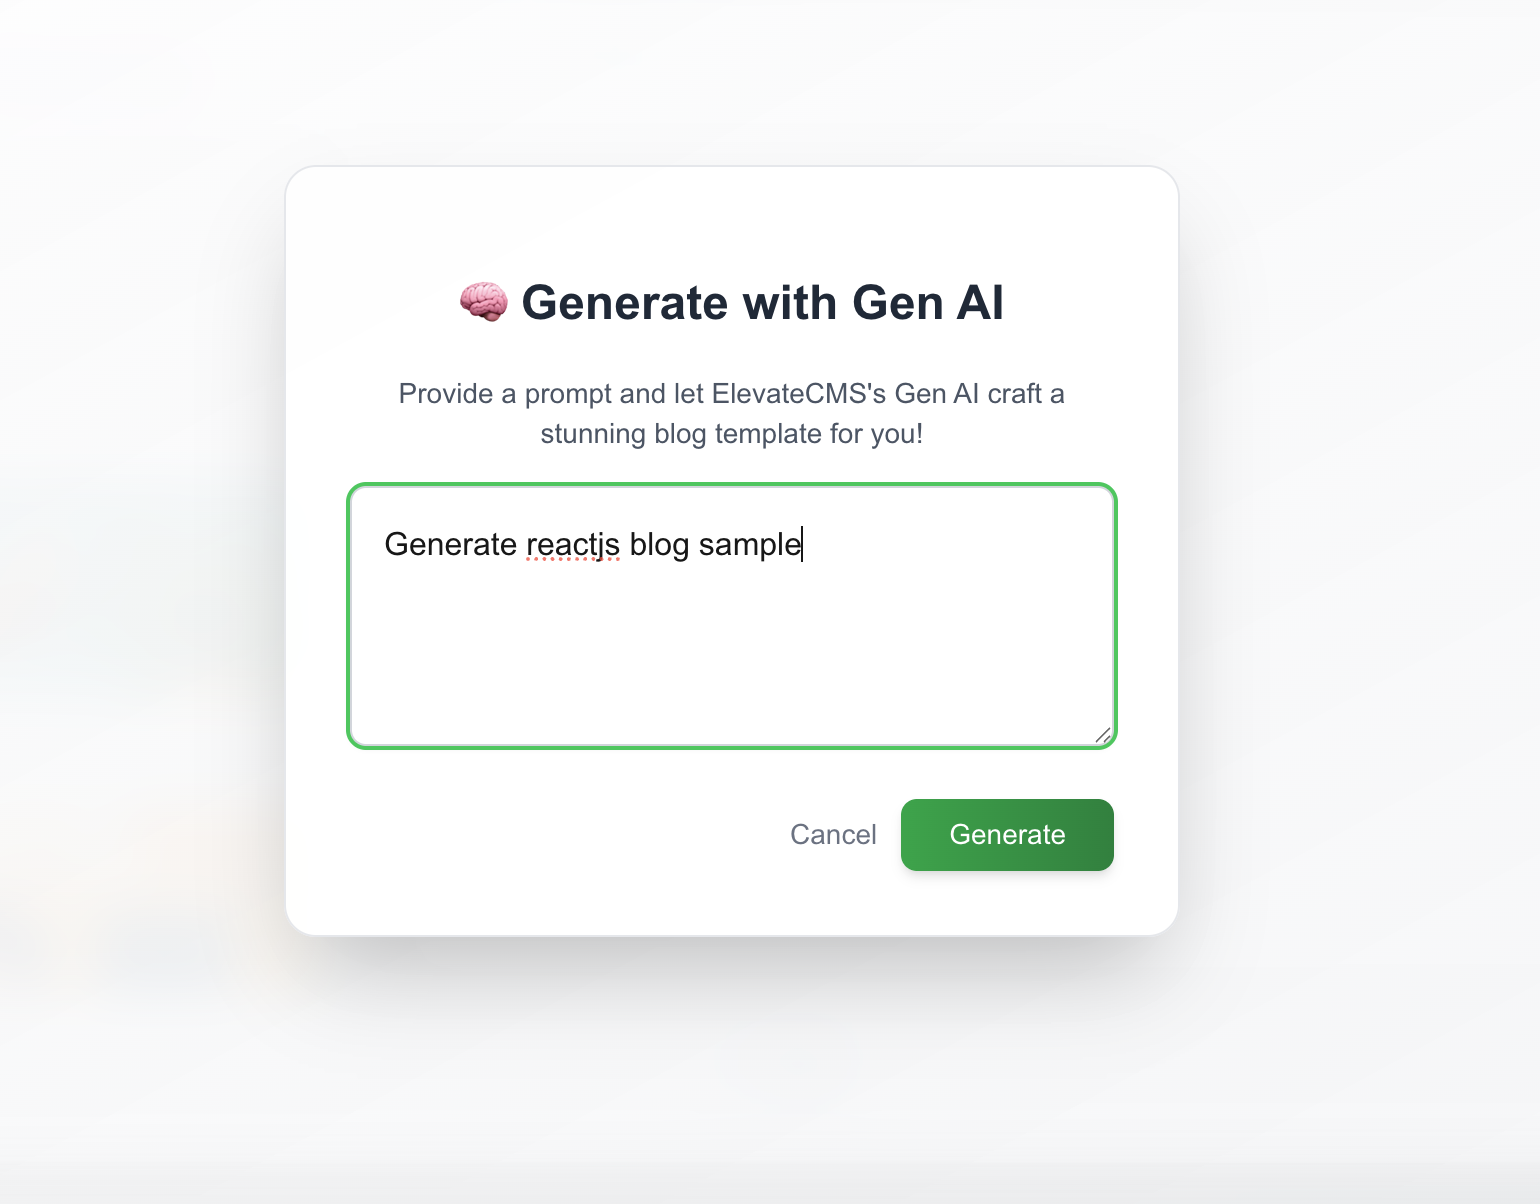 🧠 Generate with Gen AI
Provide a prompt and let ElevateCMS's Gen AI craft a
stunning blog template for you!
Generate reactjs blog sample
Cancel
Generate